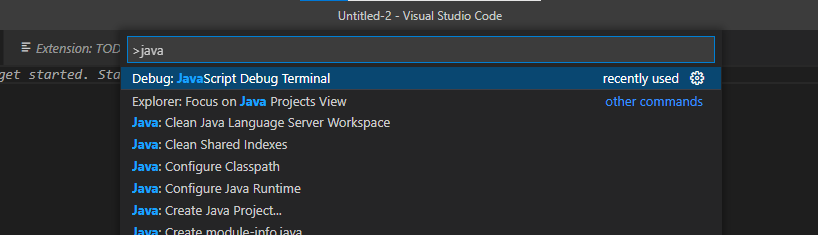 Untitled-2 - Visual Studio Code
Extension: TOD
>java
get started. Sta
Debug: JavaScript Debug Terminal recently used
Explorer: Focus on Java Projects View other commands
Java: Clean Java Language Server Workspace
Java: Clean Shared Indexes
Java: Configure Classpath
Java: Configure Java Runtime
Java: Create Java Project...
Java: Create module-info.java